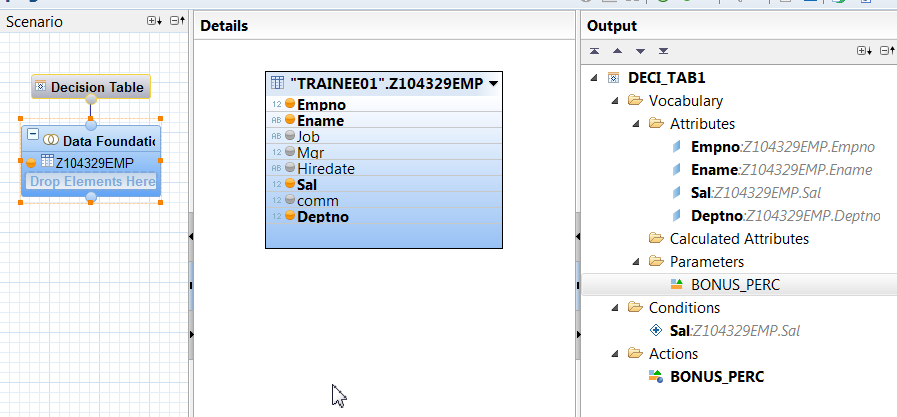 Scenario
Decision Table
Data Foundatic
Z104329EMP
Drop Elements Here
Details
"TRAINEE01".Z104329EMP
12 Empno
AB Ename
AB Job
12 Mgr
AB Hiredate
12 Sal
12 comm
12 Deptno
Output
DECI_TAB1
Vocabulary
Attributes
Empno:Z104329EMP.Empno
Ename:Z104329EMP.Ename
Sal:Z104329EMP.Sal
Deptno:Z104329EMP.Deptno
Calculated Attributes
Parameters
BONUS_PERC
Conditions
Sal:Z104329EMP.Sal
Actions
BONUS_PERC